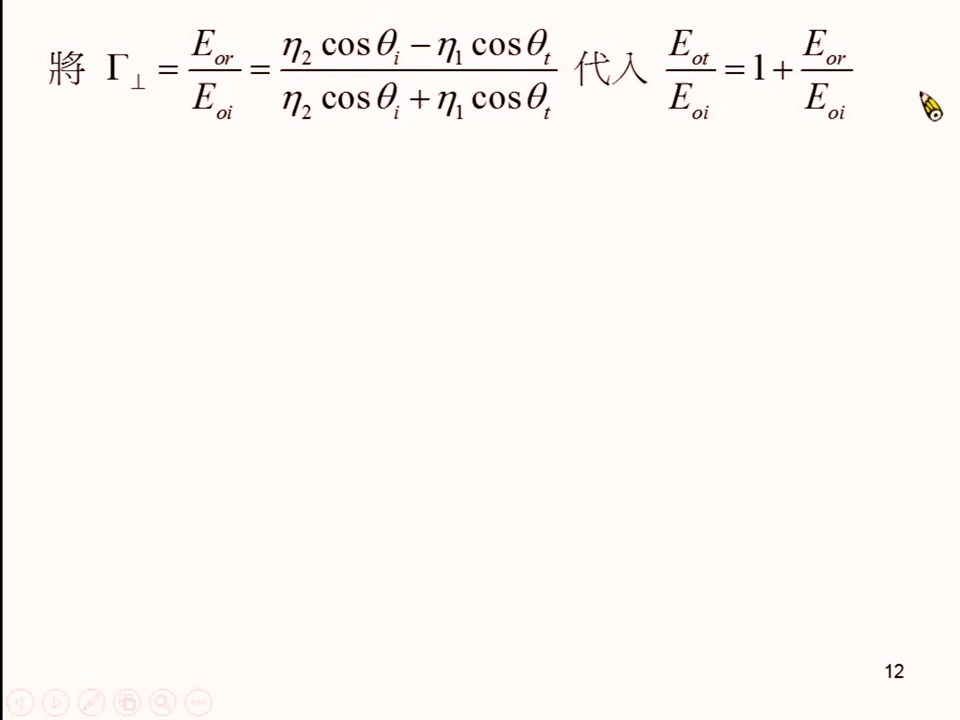 將 Γ⊥ = E_or / E_oi = (η₂ cos θ_i − η₁ cos θ_t) / (η₂ cos θ_i + η₁ cos θ_t) 代入 E_ot / E_oi = 1 + E_or / E_oi
12